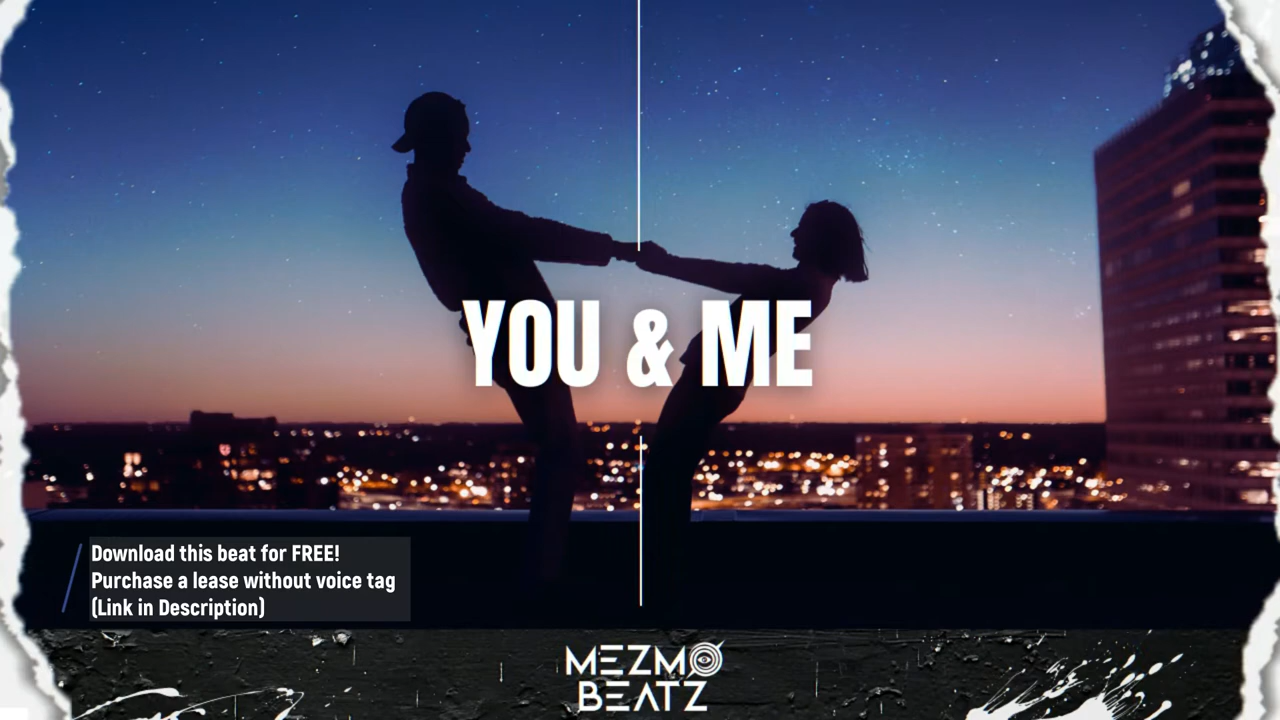 YOU & ME
Download this beat for FREE!
Purchase a lease without voice tag
(Link in Description)
MEZMO
BEATZ